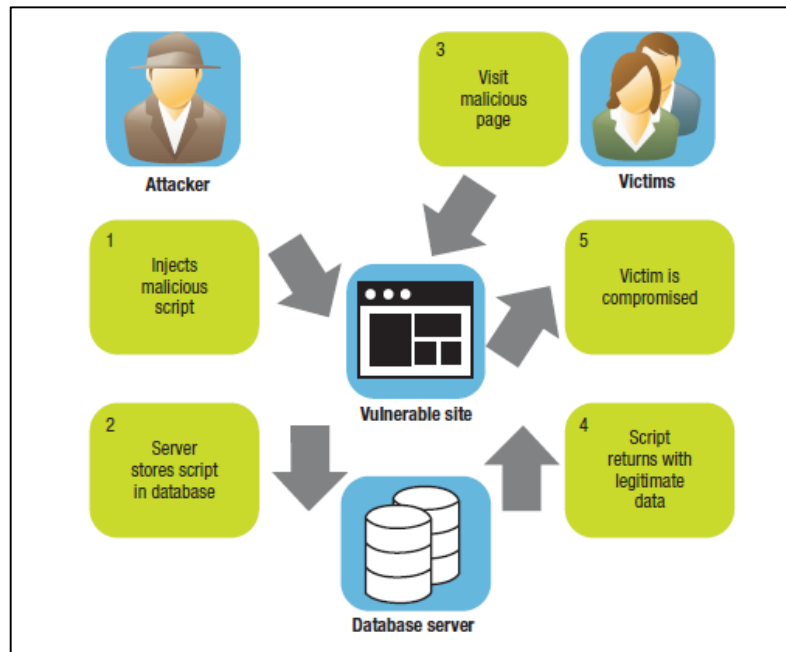 Attacker
3
Visit
malicious
page
Victims
1
Injects
malicious
script
5
Victim is
compromised
Vulnerable site
2
Server
stores script
in database
4
Script
returns with
legitimate
data
Database server